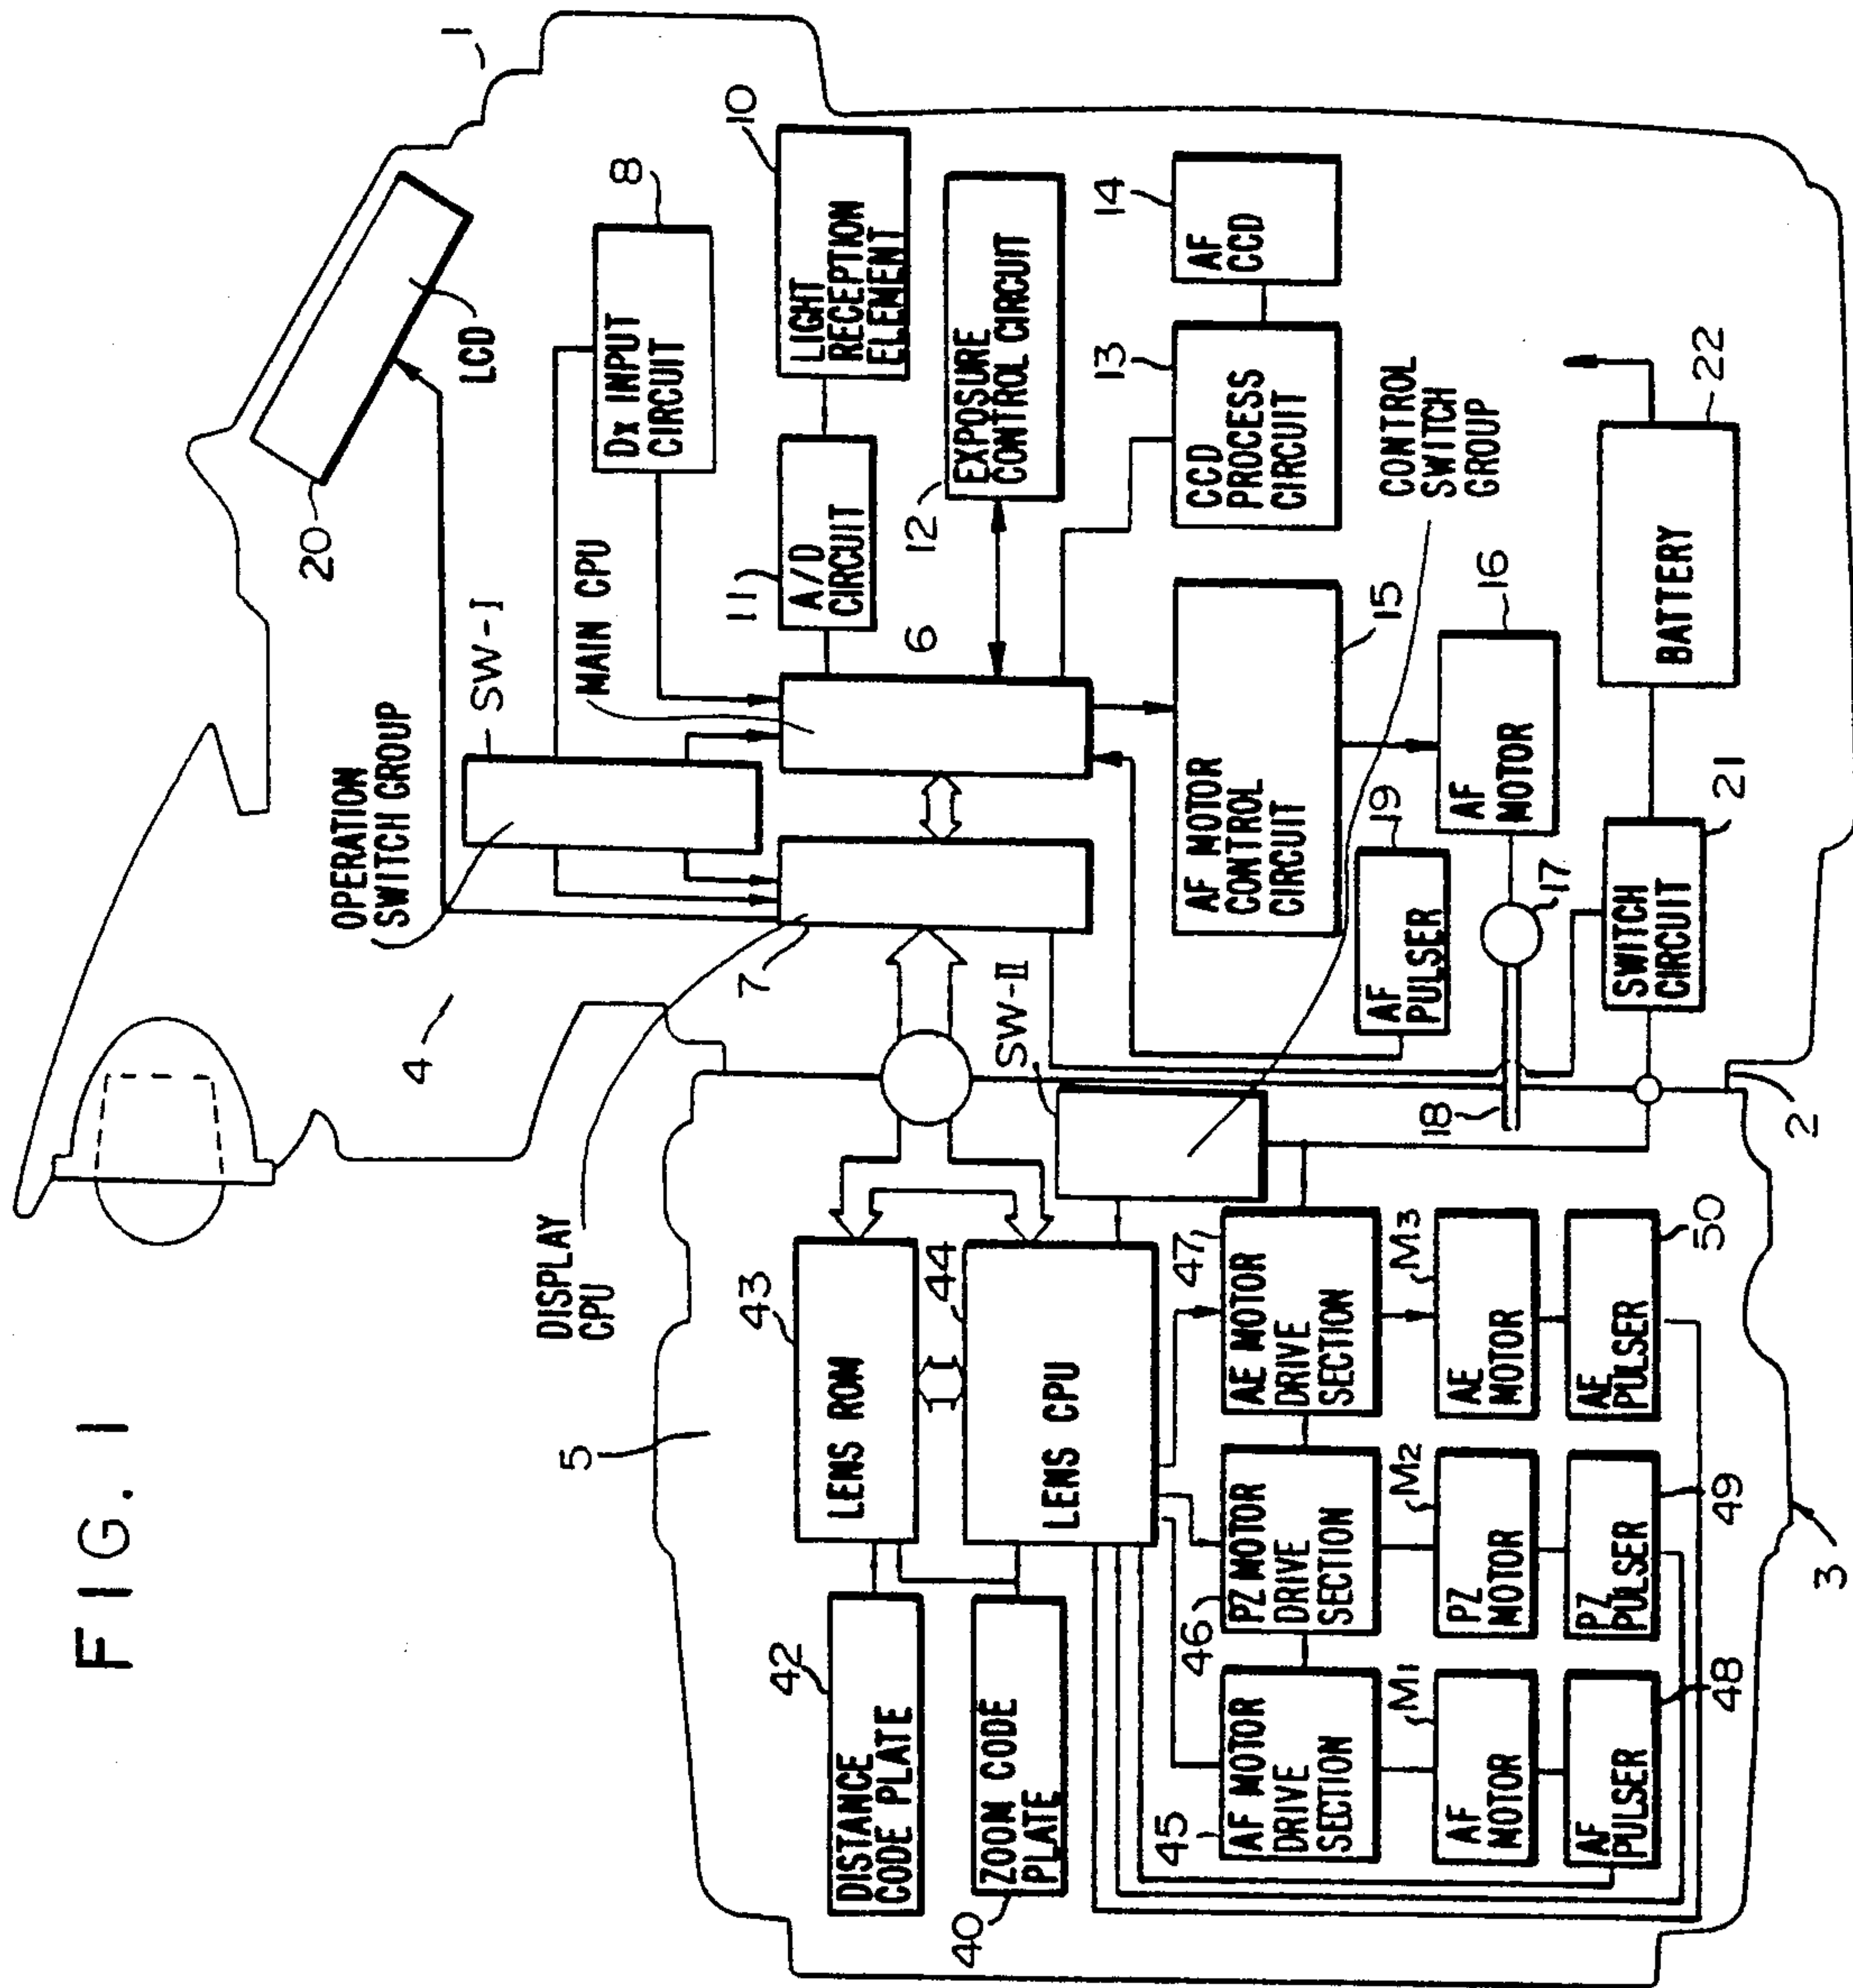 FIG. 1
1
20
LCD
OPERATION
SWITCH GROUP
SW-I
4
Dx INPUT
CIRCUIT
8
MAIN CPU
6
11
A/D
CIRCUIT
LIGHT
RECEPTION
ELEMENT
10
12
EXPOSURE
CONTROL CIRCUIT
DISPLAY
CPU
7
CCD
PROCESS
CIRCUIT
13
AF
CCD
14
CONTROL
SWITCH
GROUP
SW-II
AF MOTOR
CONTROL
CIRCUIT
15
AF
MOTOR
16
17
18
AF
PULSER
19
BATTERY
22
SWITCH
CIRCUIT
21
2
3
5
43
LENS ROM
44
LENS CPU
42
DISTANCE
CODE PLATE
40
ZOOM CODE
PLATE
45
AF MOTOR
DRIVE
SECTION
46
PZ MOTOR
DRIVE
SECTION
47
AE MOTOR
DRIVE
SECTION
M1
AF
MOTOR
M2
PZ
MOTOR
M3
AE
MOTOR
AF
PULSER
48
PZ
PULSER
49
AE
PULSER
50